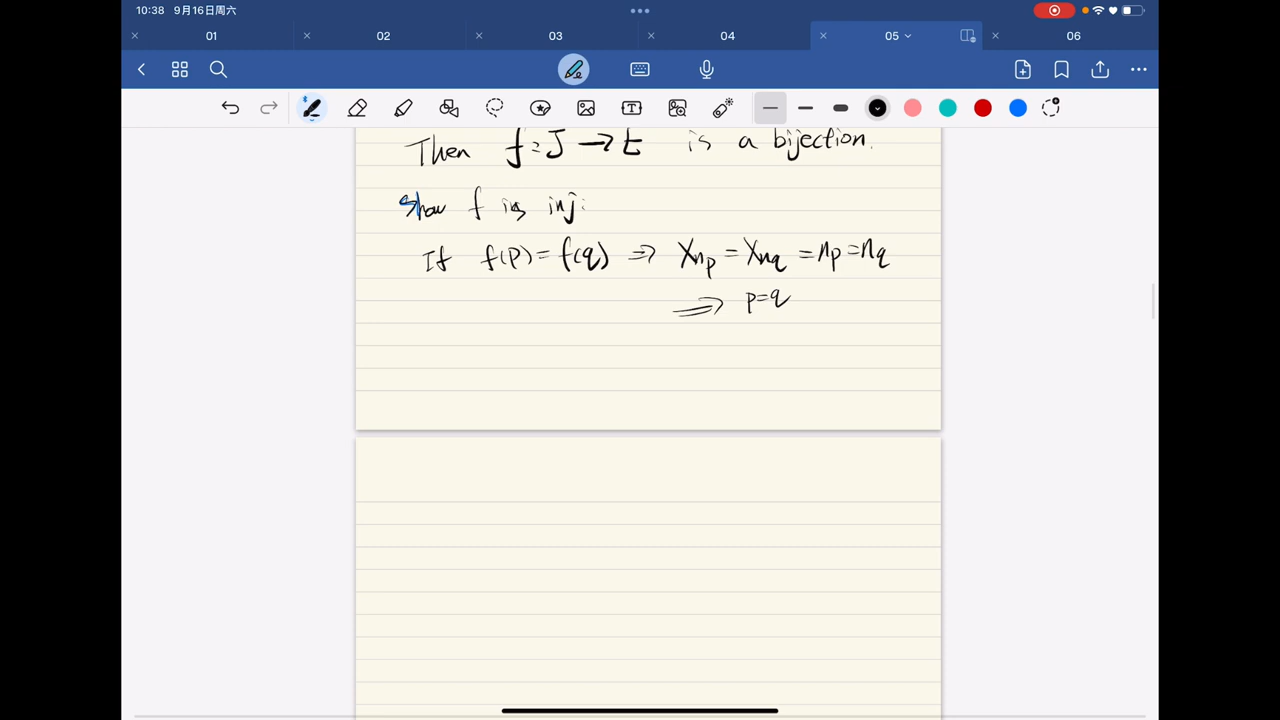 10:38 9月16日周六
01 02 03 04 05 06
Then f: J → E is a bijection.
Show f is inj:
If f(p) = f(q) ⇒ x_{n_p} = x_{n_q} = n_p = n_q
⇒ p=q